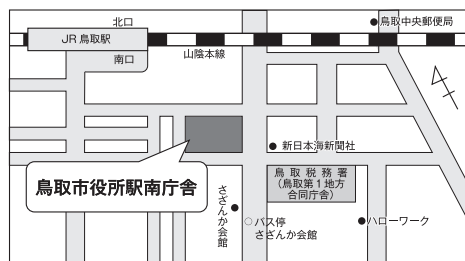 北口
鳥取中央郵便局
JR鳥取駅
南口
山陰本線
新日本海新聞社
鳥取税務署
(鳥取第1地方
合同庁舎)
鳥取市役所駅南庁舎
さざんか
会館
バス停
さざんか会館
ハローワーク